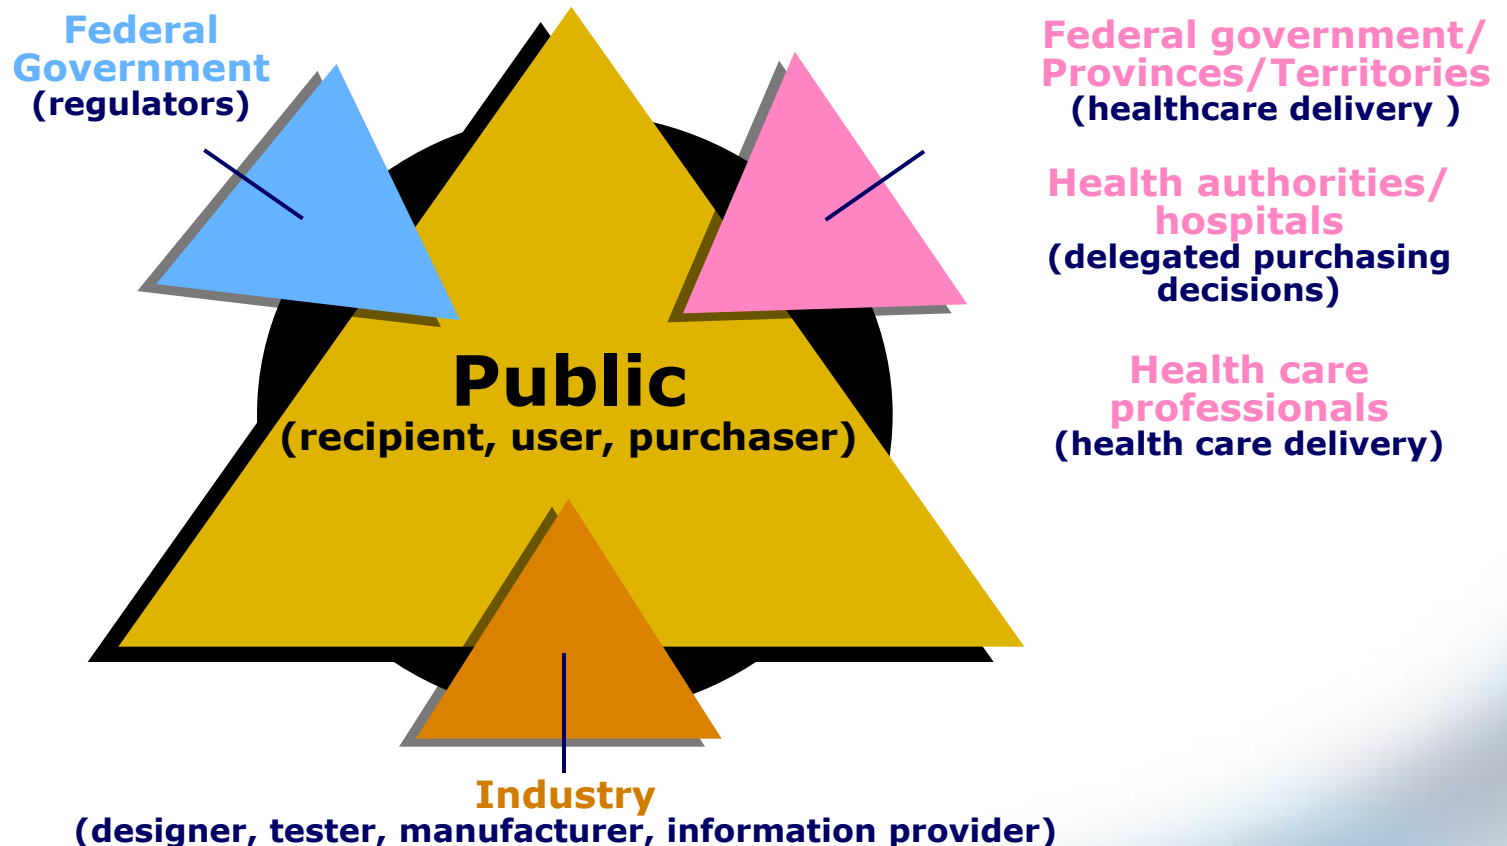 Federal
Government
(regulators)
Federal government/
Provinces/Territories
(healthcare delivery )
Health authorities/
hospitals
(delegated purchasing
decisions)
Health care
professionals
(health care delivery)
Public
(recipient, user, purchaser)
Industry
(designer, tester, manufacturer, information provider)